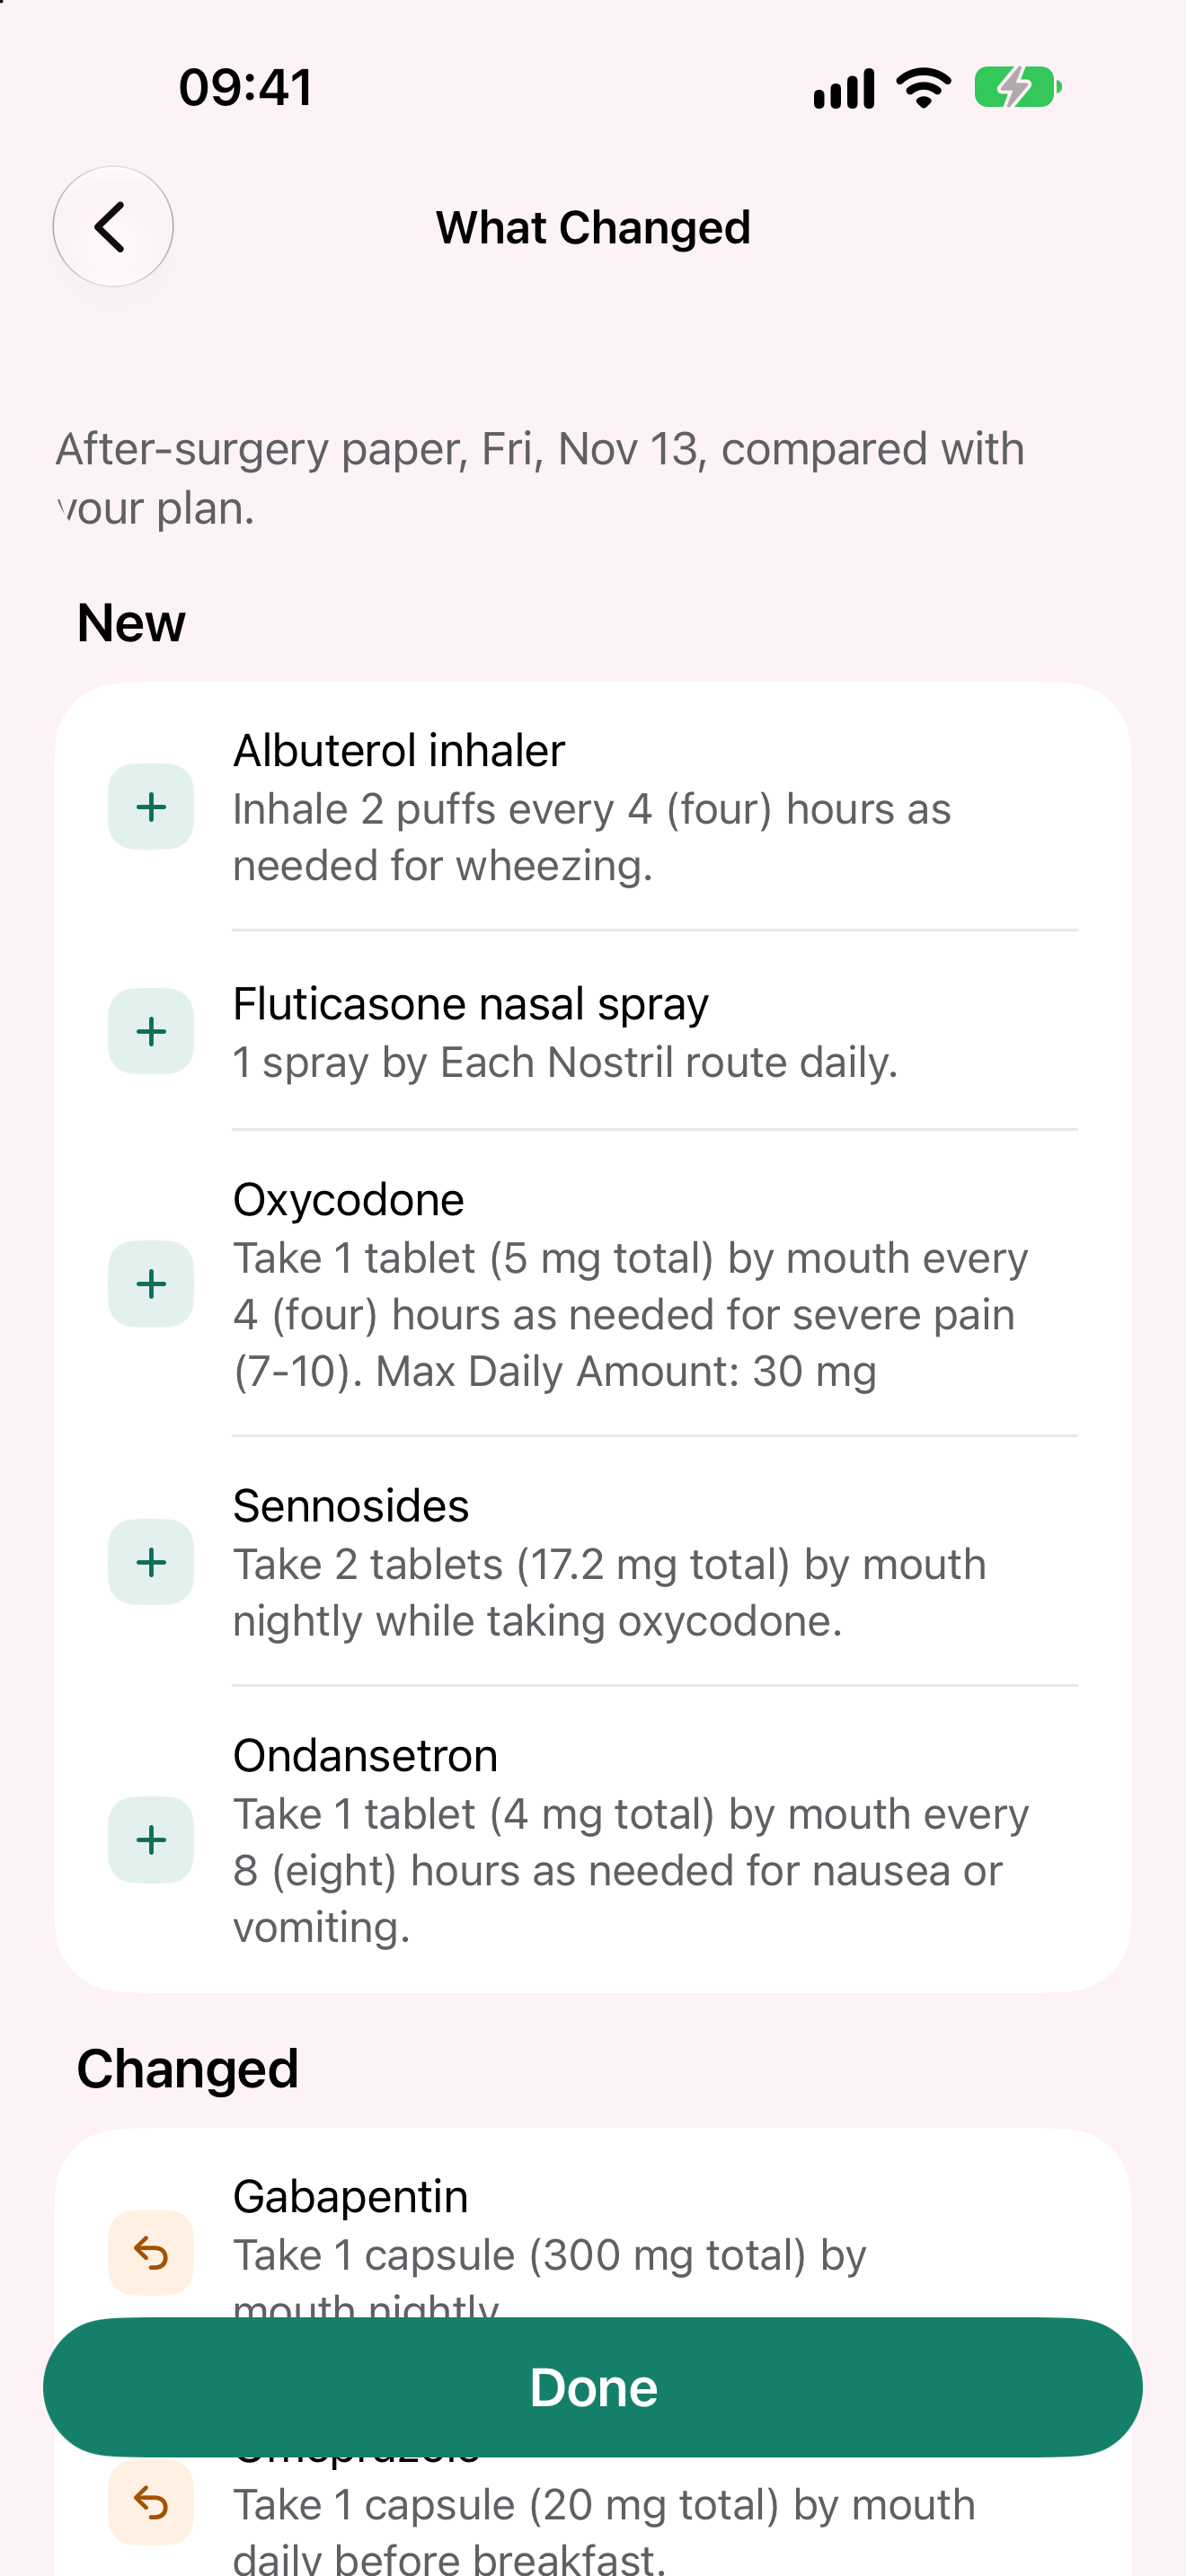 09:41
What Changed
After-surgery paper, Fri, Nov 13, compared with
your plan.
New
Albuterol inhaler
Inhale 2 puffs every 4 (four) hours as
needed for wheezing.
Fluticasone nasal spray
1 spray by Each Nostril route daily.
Oxycodone
Take 1 tablet (5 mg total) by mouth every
4 (four) hours as needed for severe pain
(7-10). Max Daily Amount: 30 mg
Sennosides
Take 2 tablets (17.2 mg total) by mouth
nightly while taking oxycodone.
Ondansetron
Take 1 tablet (4 mg total) by mouth every
8 (eight) hours as needed for nausea or
vomiting.
Changed
Gabapentin
Take 1 capsule (300 mg total) by
mouth nightly
Done
Omeprazole
Take 1 capsule (20 mg total) by mouth
daily before breakfast.